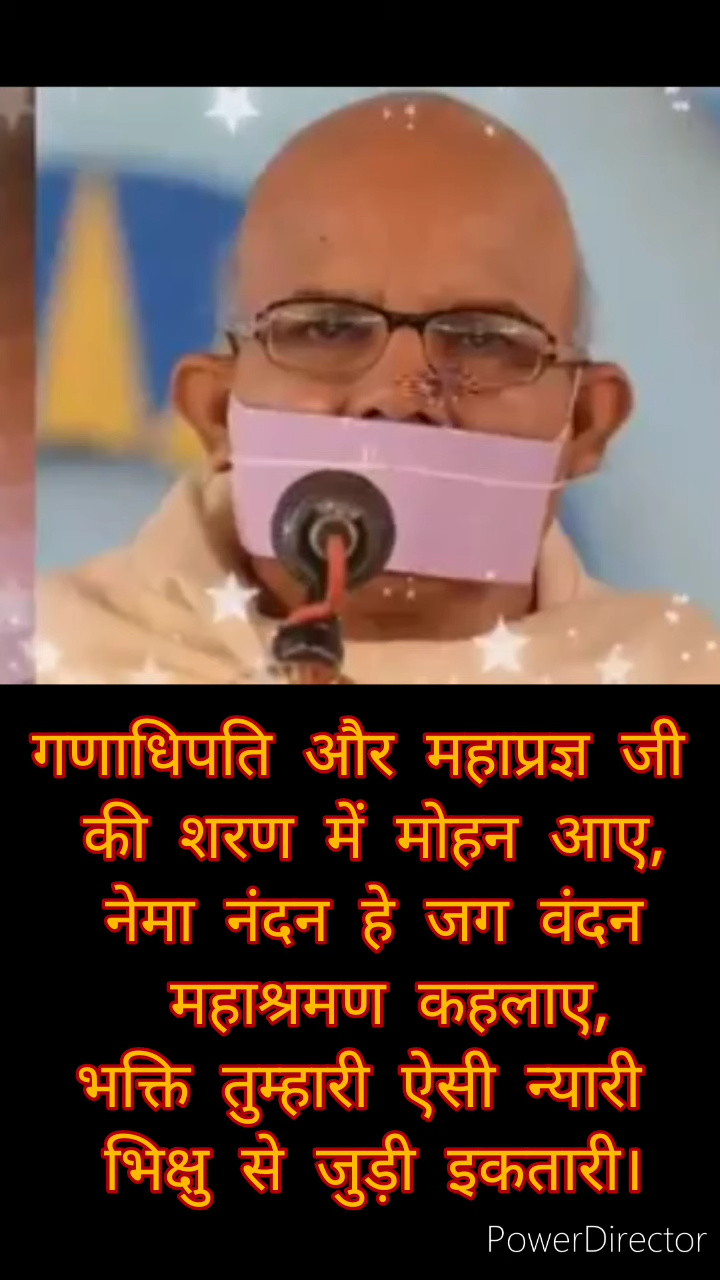 गणाधिपति और महाप्रज्ञ जी
की शरण में मोहन आए,
नेमा नंदन हे जग वंदन
महाश्रमण कहलाए,
भक्ति तुम्हारी ऐसी न्यारी
भिक्षु से जुड़ी इकतारी।
PowerDirector